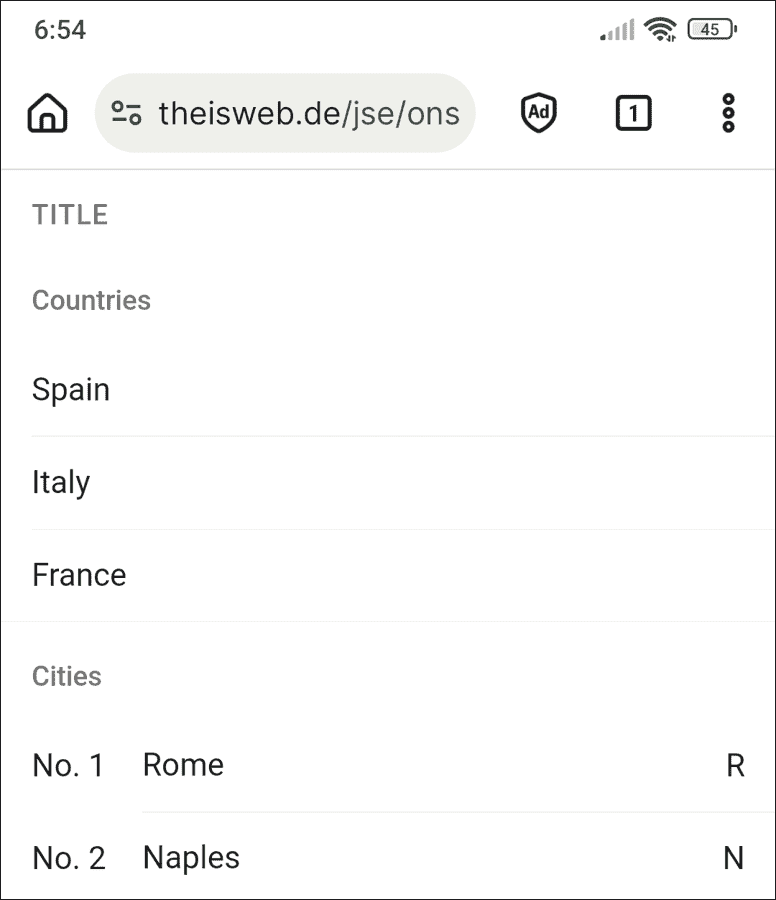 6:54
45
theisweb.de/jse/ons
Ad
1
TITLE
Countries
Spain
Italy
France
Cities
No. 1 Rome R
No. 2 Naples N